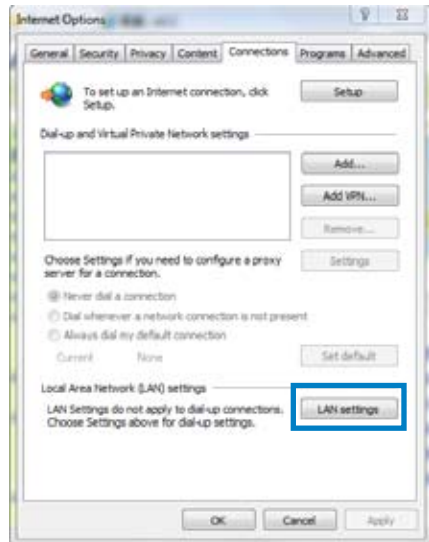 Internet Options
General Security Privacy Content Connections Programs Advanced
To set up an Internet connection, click
Setup.
Setup
Dial-up and Virtual Private Network settings
Add...
Add VPN...
Remove...
Choose Settings if you need to configure a proxy
server for a connection.
Settings
Never dial a connection
Dial whenever a network connection is not present
Always dial my default connection
Current None
Set default
Local Area Network (LAN) settings
LAN Settings do not apply to dial-up connections.
Choose Settings above for dial-up settings.
LAN settings
OK Cancel Apply